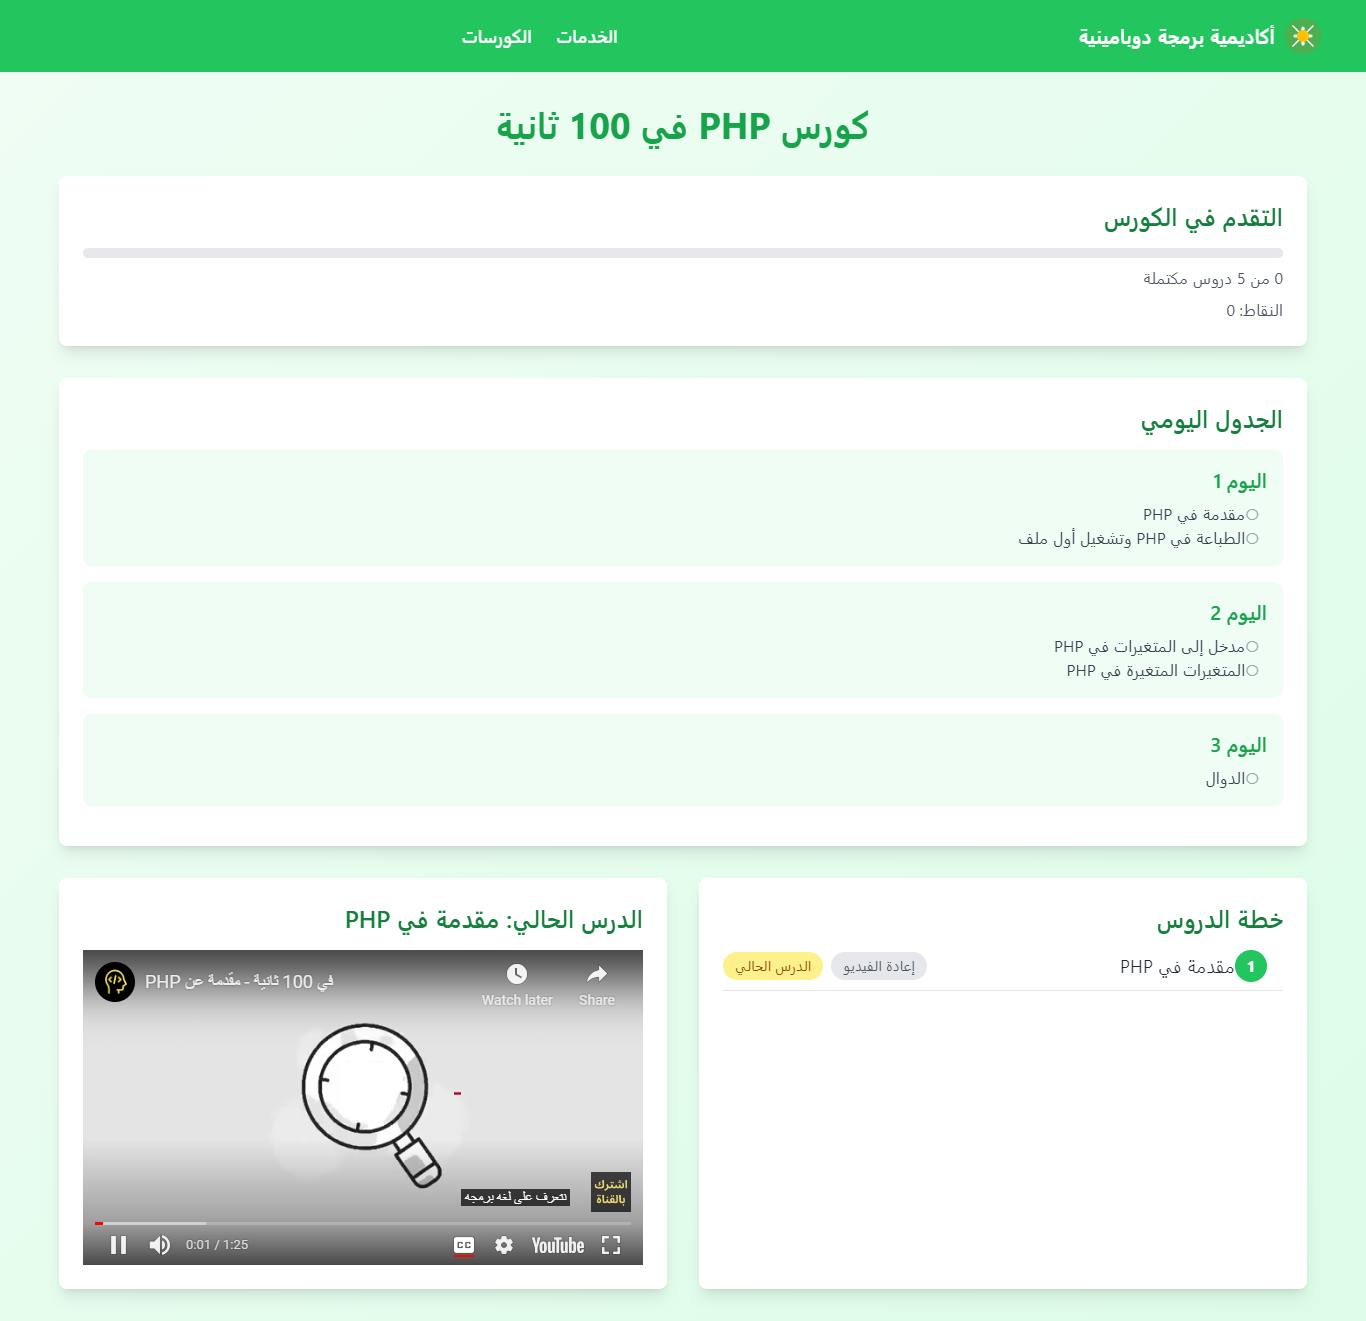 أكاديمية برمجة دوبامينية
الخدمات
الكورسات
كورس PHP في 100 ثانية
التقدم في الكورس
0 من 5 دروس مكتملة
النقاط: 0
الجدول اليومي
اليوم 1
مقدمة في PHP
الطباعة في PHP وتشغيل أول ملف
اليوم 2
مدخل إلى المتغيرات في PHP
المتغيرات المتغيرة في PHP
اليوم 3
الدوال
خطة الدروس
1 مقدمة في PHP
إعادة الفيديو
الدرس الحالي
الدرس الحالي: مقدمة في PHP
في 100 ثانية - مقدمة عن PHP
Watch later
Share
نتعرف على لغه برمجه
اشترك
بالقناة
0:01 / 1:25
CC
YouTube